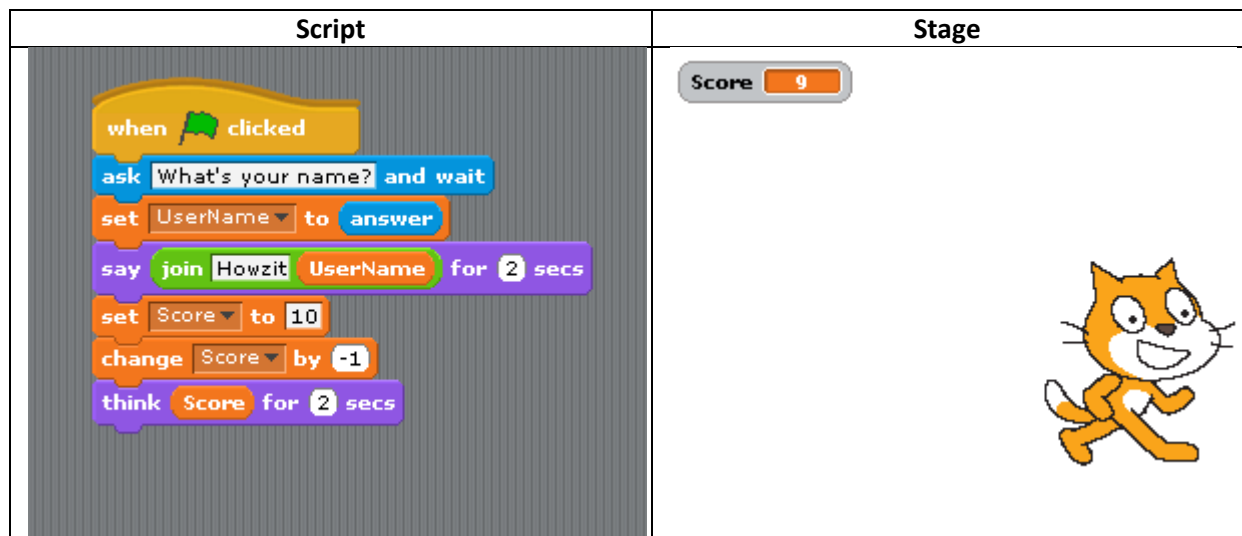 Script
Stage
when clicked
ask What's your name? and wait
set UserName to answer
say join Howzit UserName for 2 secs
set Score to 10
change Score by -1
think Score for 2 secs
Score 9